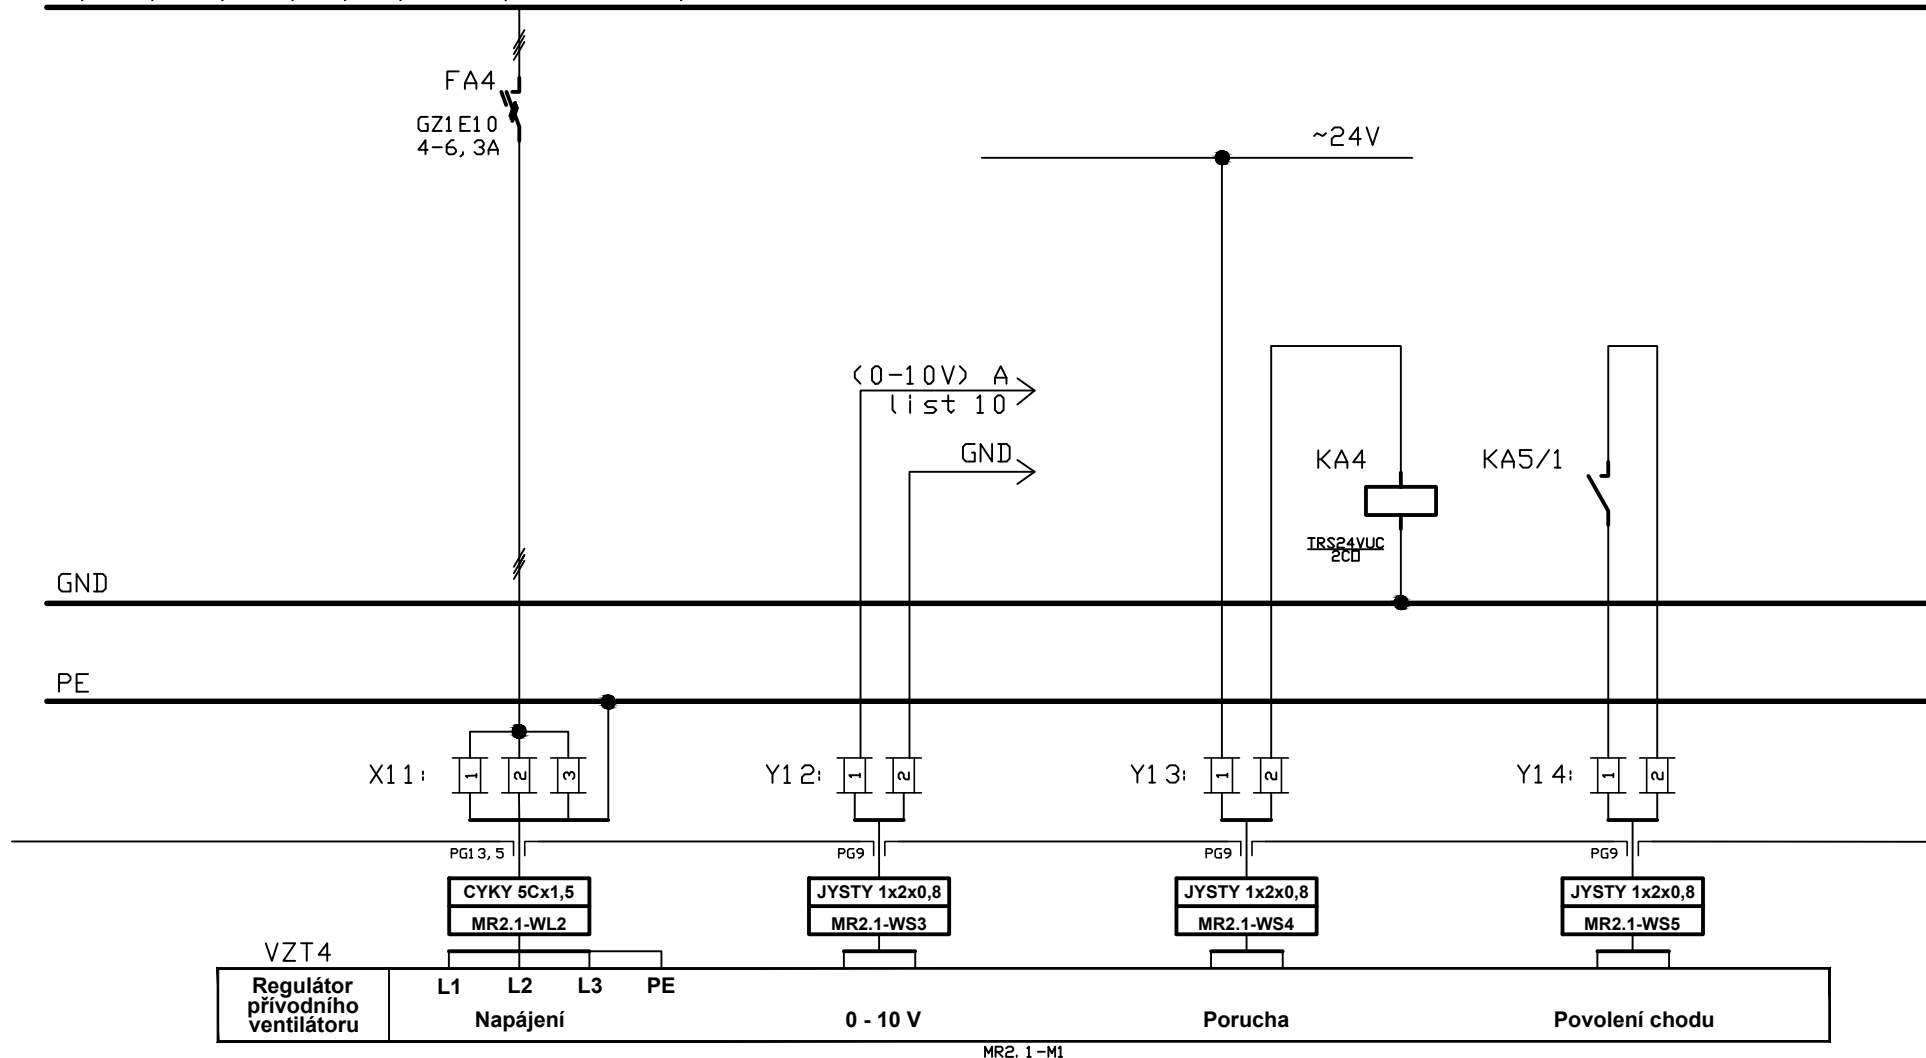 FA4
GZ1E10
4-6,3A
~24V
(0-10V) A
list 10
GND
KA4
KA5/1
TRS24VUC
2CO
GND
PE
X11: 1 2 3
Y12: 1 2
Y13: 1 2
Y14: 1 2
PG13,5 PG9 PG9 PG9
CYKY 5Cx1,5 JYSTY 1x2x0,8 JYSTY 1x2x0,8 JYSTY 1x2x0,8
MR2.1-WL2 MR2.1-WS3 MR2.1-WS4 MR2.1-WS5
VZT4
Regulátor
přívodního
ventilátoru
L1 L2 L3 PE
Napájení 0 - 10 V Porucha Povolení chodu
MR2.1-M1